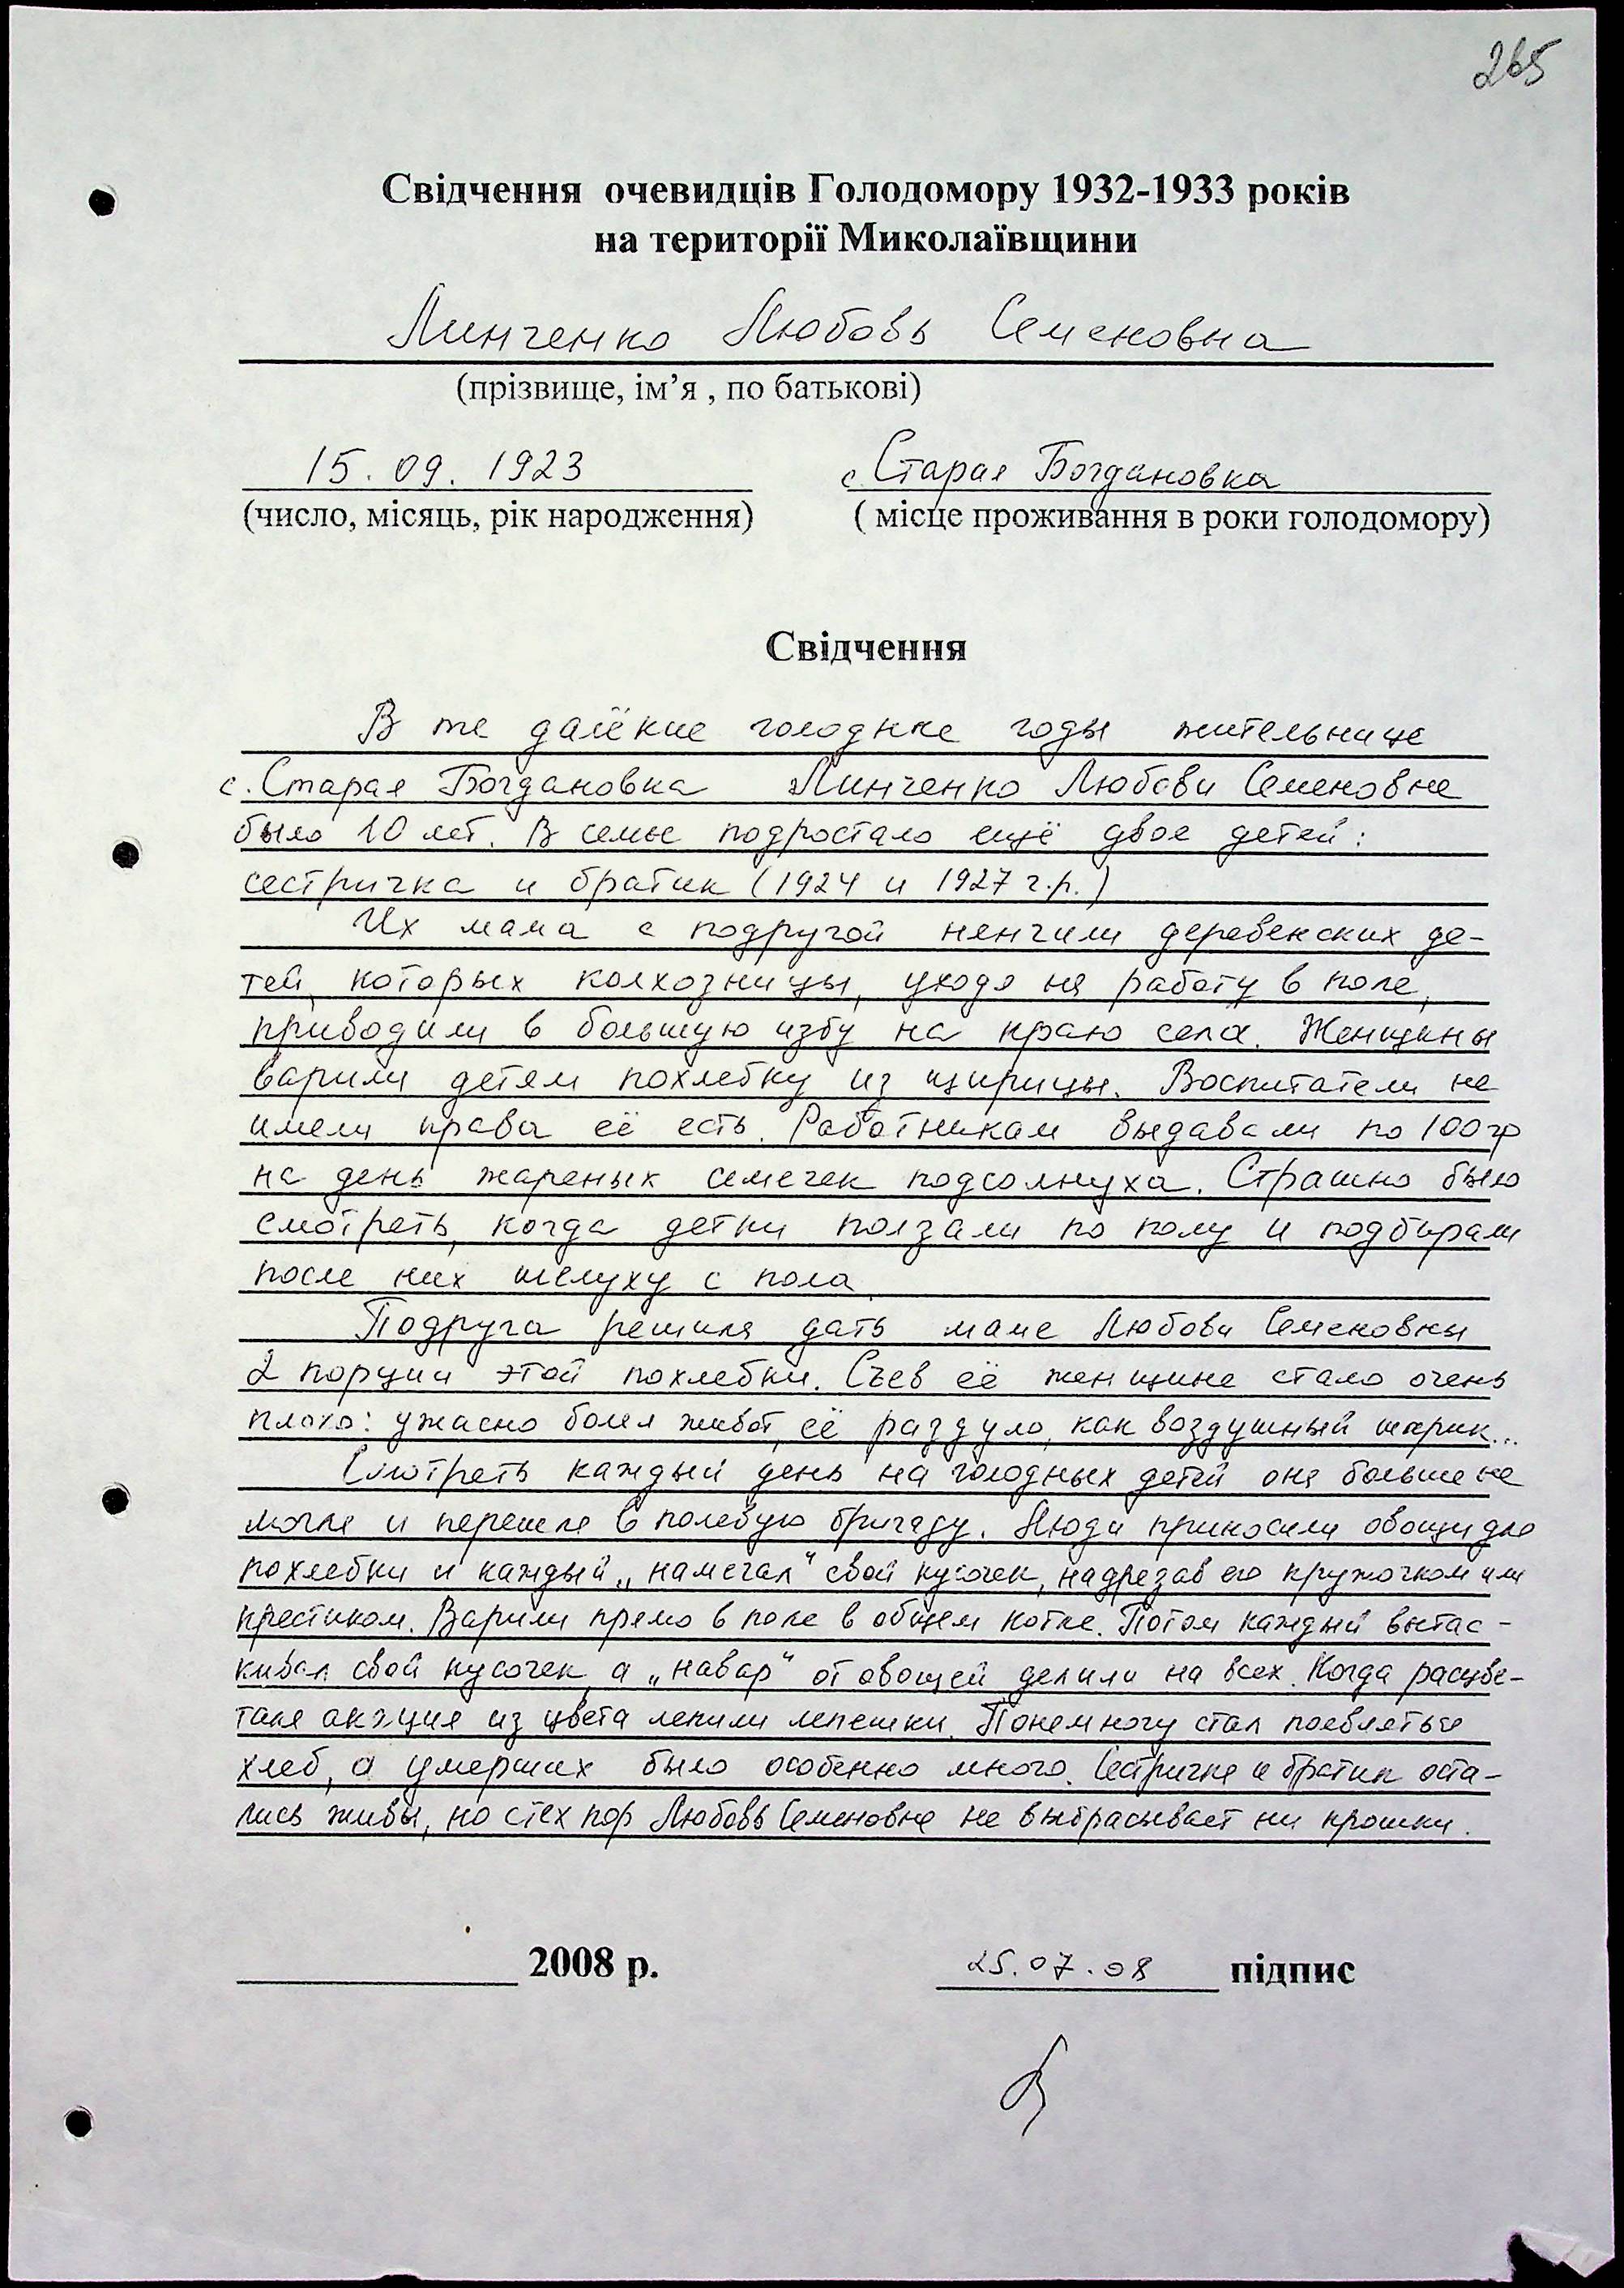 265
Свідчення очевидців Голодомору 1932-1933 років
на території Миколаївщини
Линченко Любовь Семеновна
(прізвище, ім’я , по батькові)
15.09.1923 с. Старая Богдановка
(число, місяць, рік народження) ( місце проживання в роки голодомору)
Свідчення
В те далёкие голодные годы жительнице
с. Старая Богдановка Линченко Любови Семеновне
было 10 лет. В семье подростало ещё двое детей:
сестричка и братик (1924 и 1927 г.р.)
Их мама с подругой нянчили деревенских де-
тей, которых колхозницы, уходя на работу в поле,
приводили в большую избу на краю села. Женщины
варили детям похлебку из щирицы. Воспитатели не
имели права её есть. Работникам выдавали по 100 гр
на день жареных семечек подсолнуха. Страшно было
смотреть, когда детки ползали по полу и подбирали
после них шелуху с пола.
Подруга решила дать маме Любови Семеновны
2 порции этой похлебки. Съев её женщине стало очень
плохо: ужасно болел живот, её раздуло, как воздушный шарик...
Смотреть каждый день на голодных детей она больше не
могла и перешла в полевую бригаду. Люди приносили овощи для
похлебки и каждый „намечал“ свой кусочек, надрезав его кружочком или
крестиком. Варили прямо в поле в общем котле. Потом каждый вытас-
кивал свой кусочек, а „навар“ от овощей делили на всех. Когда расцве-
тала акация из цвета лепили лепешки. Понемногу стал появляться
хлеб, а умерших было особенно много. Сестричка и братик оста-
лись живы, но с тех пор Любовь Семеновна не выбрасывает ни крошки.
2008 р. 25.07.08 підпис